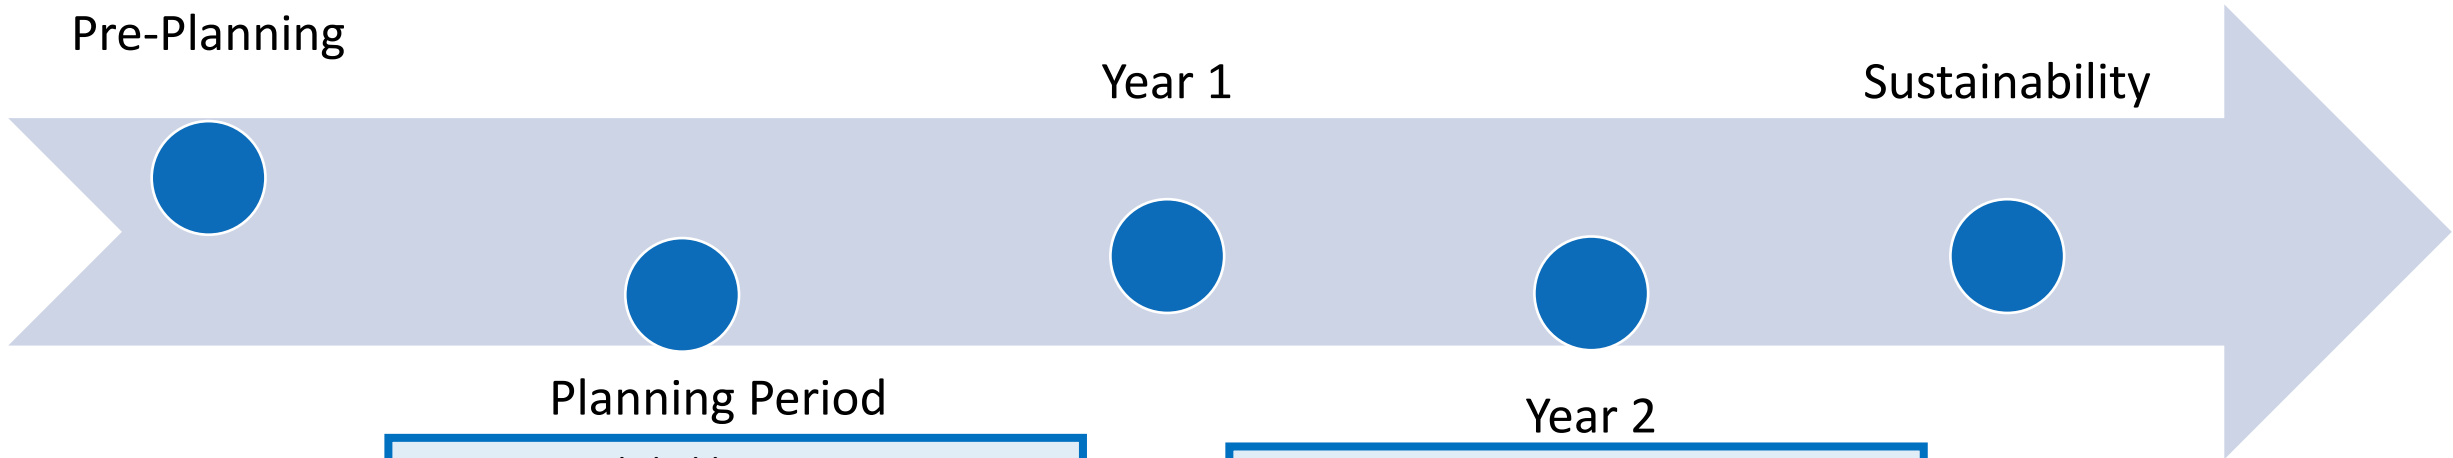 Pre-Planning
Year 1
Sustainability
Planning Period
Year 2